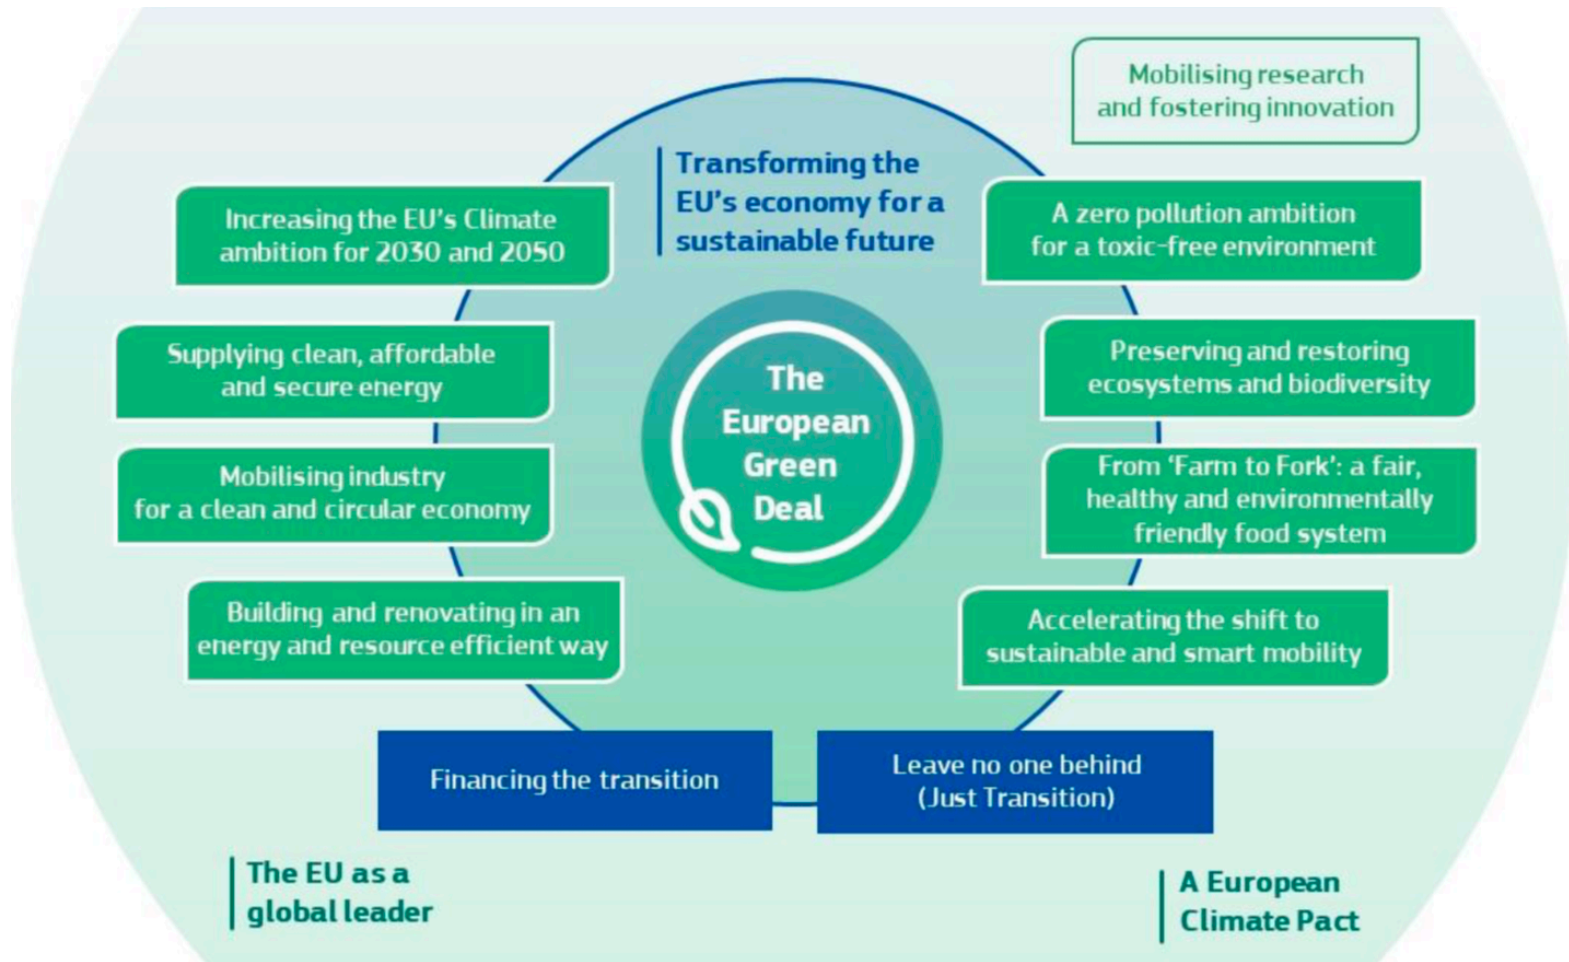 Mobilising research
and fostering innovation
Transforming the
EU's economy for a
sustainable future
Increasing the EU's Climate
ambition for 2030 and 2050
A zero pollution ambition
for a toxic-free environment
Supplying clean, affordable
and secure energy
Preserving and restoring
ecosystems and biodiversity
The
European
Green
Deal
Mobilising industry
for a clean and circular economy
From ‘Farm to Fork’: a fair,
healthy and environmentally
friendly food system
Building and renovating in an
energy and resource efficient way
Accelerating the shift to
sustainable and smart mobility
Financing the transition
Leave no one behind
(Just Transition)
The EU as a
global leader
A European
Climate Pact